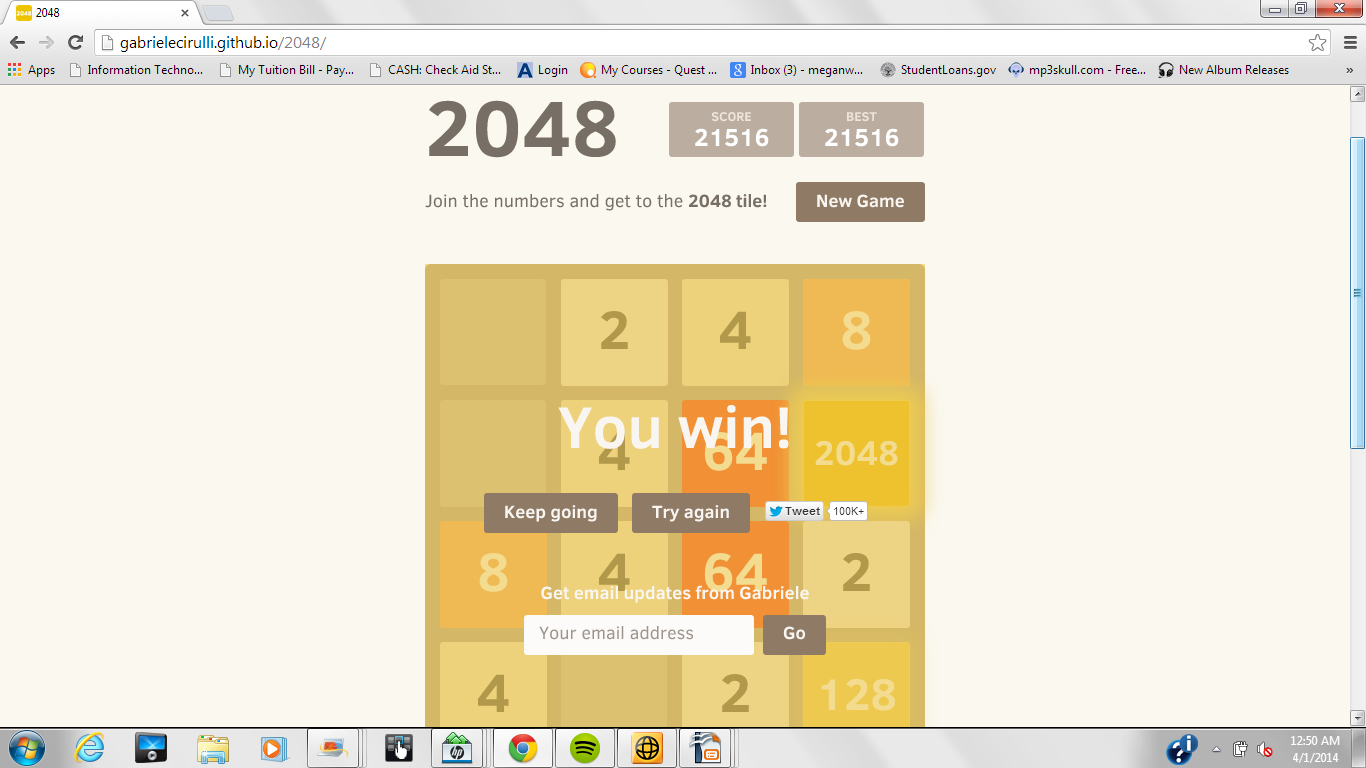 2048
2048
gabrielecirulli.github.io/2048/
Apps Information Techno... My Tuition Bill - Pay... CASH: Check Aid St... A Login My Courses - Quest ... 8 Inbox (3) - meganw... StudentLoans.gov mp3skull.com - Free... New Album Releases »
2048
SCORE BEST
21516 21516
Join the numbers and get to the 2048 tile! New Game
2 4 8
You win!
4 64 2048
Keep going Try again Tweet 100K+
8 4 64 2
Get email updates from Gabriele
Your email address Go
4 2 128
hp
12:50 AM
4/1/2014